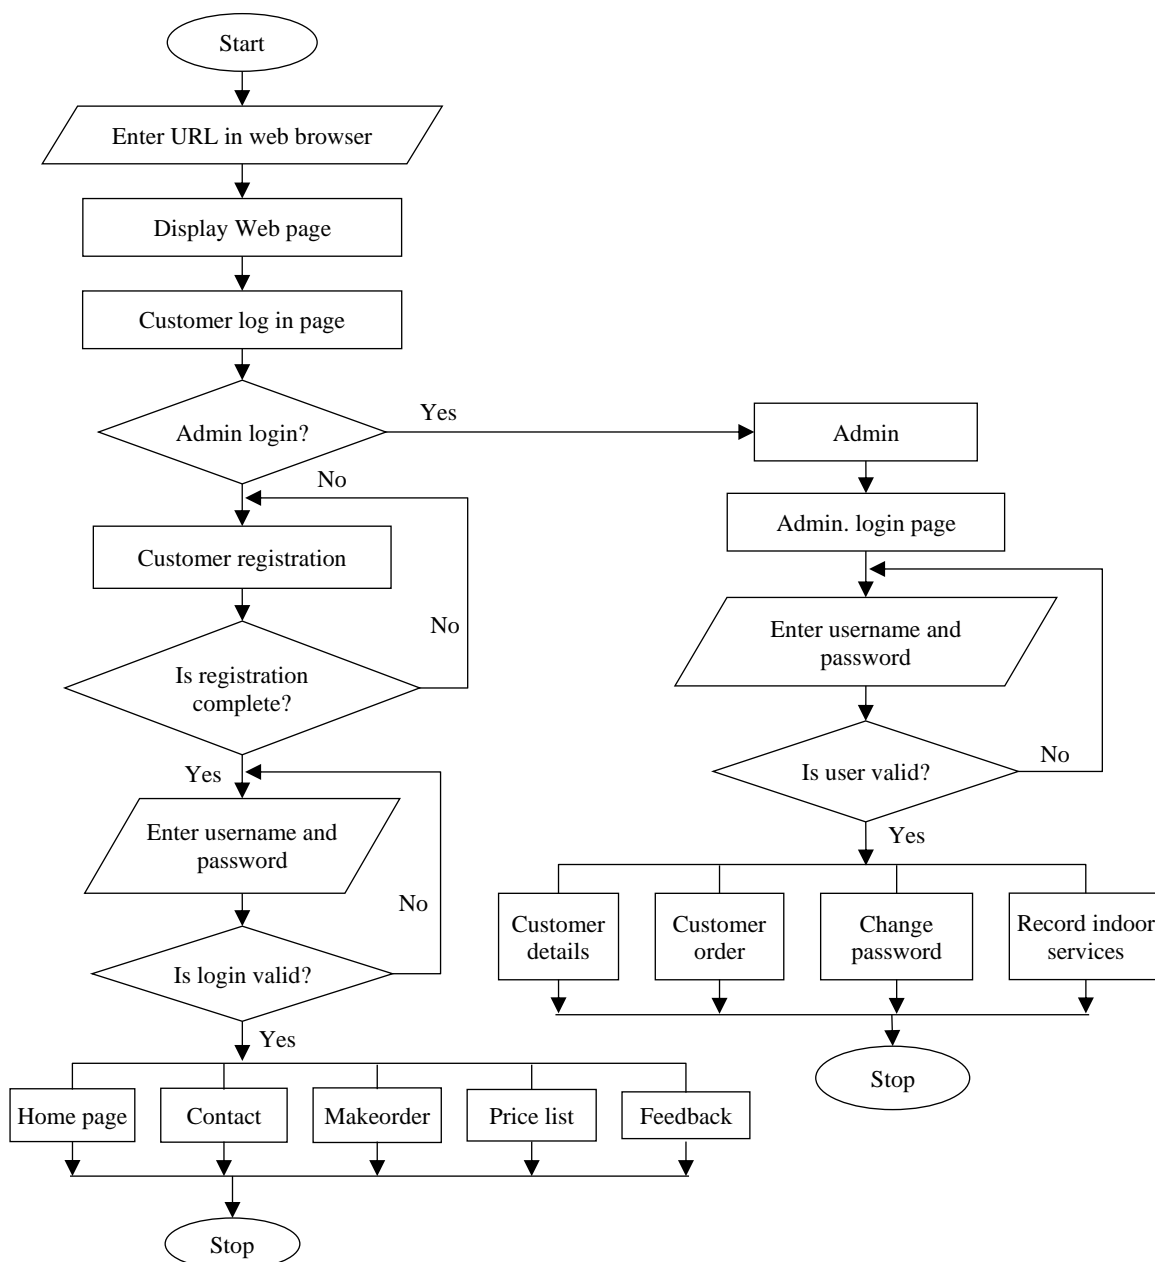 Start
Enter URL in web browser
Display Web page
Customer log in page
Admin login?
Yes
Admin
No
Admin. login page
Customer registration
No
Enter username and
password
Is registration
complete?
No
Is user valid?
Yes
Yes
Enter username and
password
No
Customer
details
Customer
order
Change
password
Record indoor
services
Is login valid?
Yes
Stop
Home page
Contact
Makeorder
Price list
Feedback
Stop